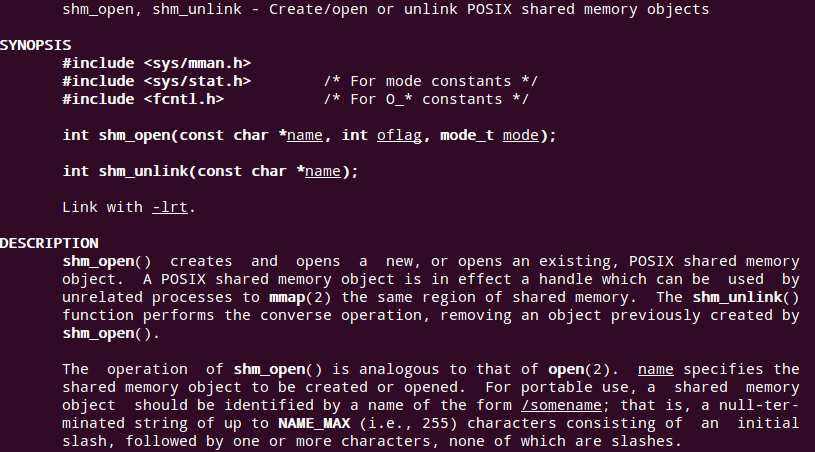 shm_open, shm_unlink - Create/open or unlink POSIX shared memory objects
SYNOPSIS
#include <sys/mman.h>
#include <sys/stat.h>        /* For mode constants */
#include <fcntl.h>           /* For O_* constants */
int shm_open(const char *name, int oflag, mode_t mode);
int shm_unlink(const char *name);
Link with -lrt.
DESCRIPTION
shm_open() creates and opens a new, or opens an existing, POSIX shared memory
object. A POSIX shared memory object is in effect a handle which can be used by
unrelated processes to mmap(2) the same region of shared memory. The shm_unlink()
function performs the converse operation, removing an object previously created by
shm_open().
The operation of shm_open() is analogous to that of open(2). name specifies the
shared memory object to be created or opened. For portable use, a shared memory
object should be identified by a name of the form /somename; that is, a null-ter-
minated string of up to NAME_MAX (i.e., 255) characters consisting of an initial
slash, followed by one or more characters, none of which are slashes.